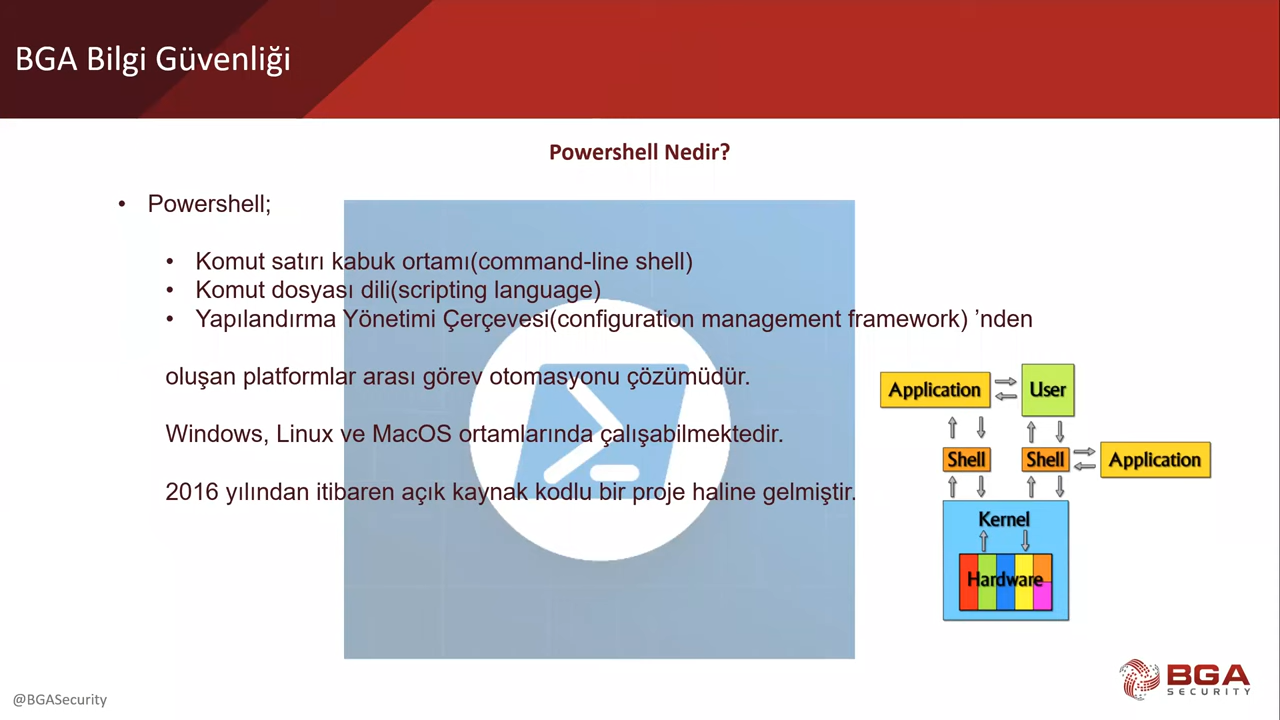 BGA Bilgi Güvenliği
Powershell Nedir?
• Powershell;
• Komut satırı kabuk ortamı(command-line shell)
• Komut dosyası dili(scripting language)
• Yapılandırma Yönetimi Çerçevesi(configuration management framework) ’nden
oluşan platformlar arası görev otomasyonu çözümüdür.
Windows, Linux ve MacOS ortamlarında çalışabilmektedir.
2016 yılından itibaren açık kaynak kodlu bir proje haline gelmiştir.
Application
User
Shell
Shell
Application
Kernel
Hardware
@BGASecurity
BGA
SECURITY